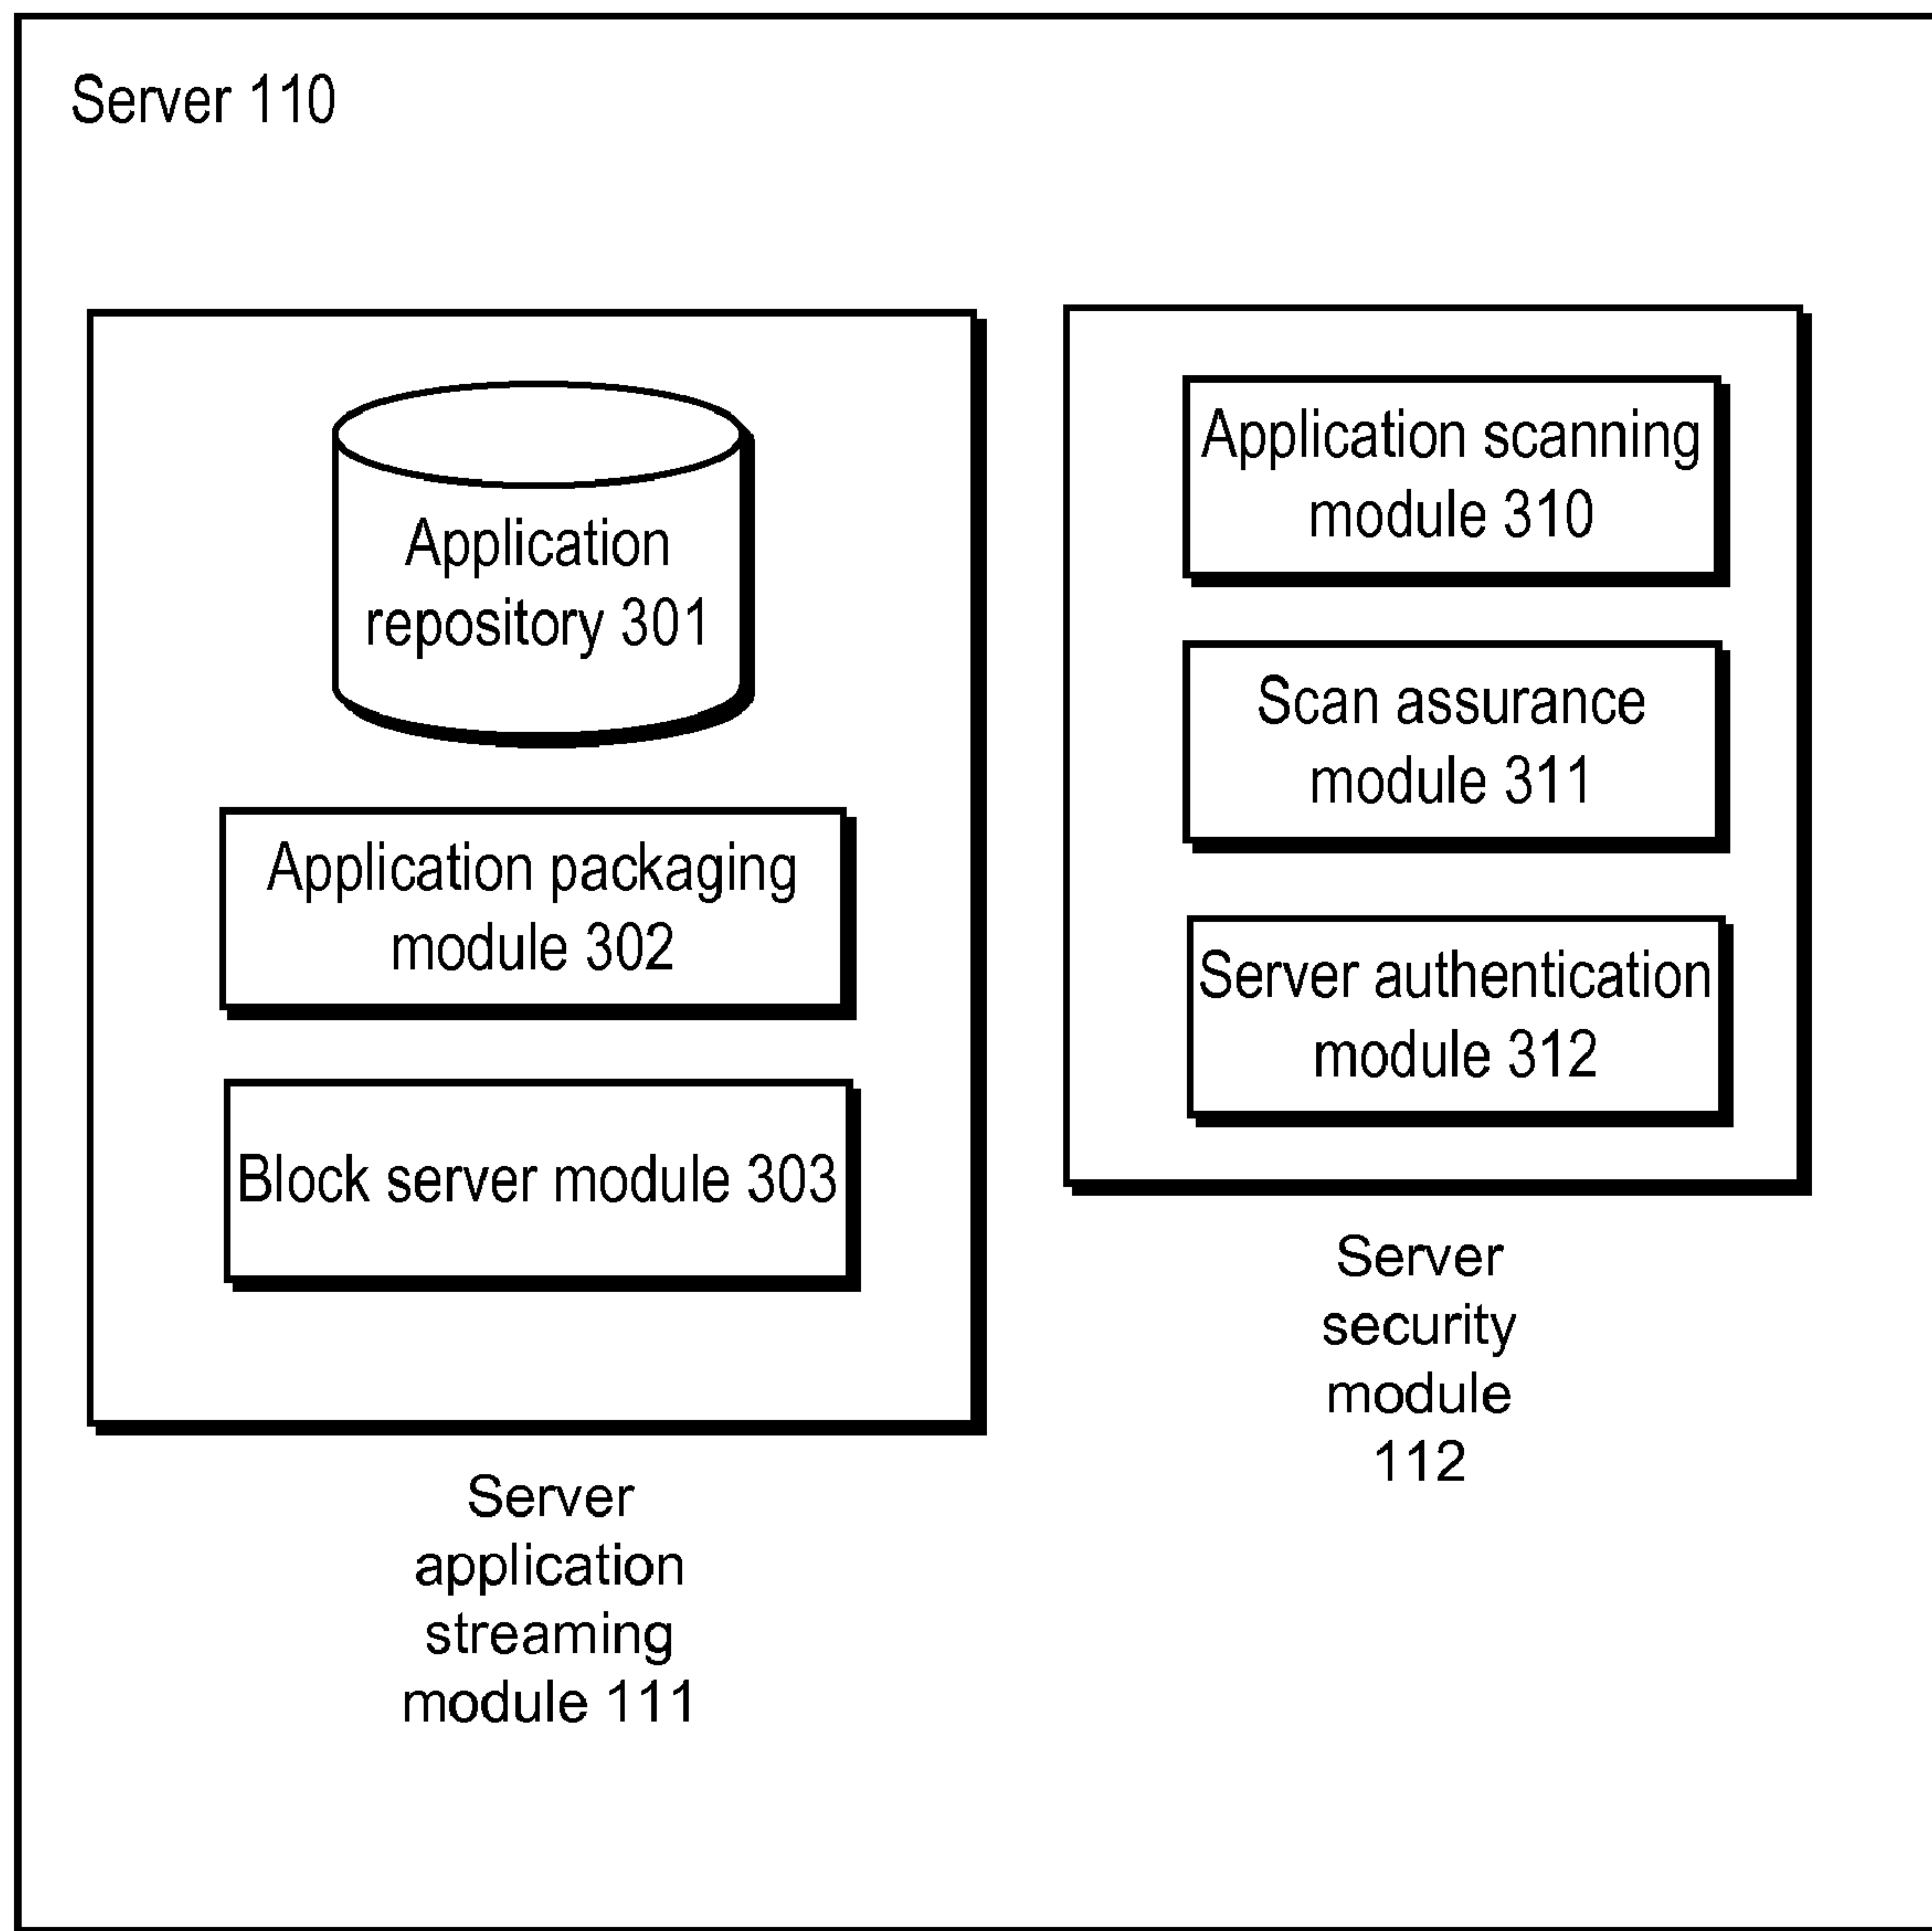 Server 110
Application
repository 301
Application packaging
module 302
Block server module 303
Server
application
streaming
module 111
Application scanning
module 310
Scan assurance
module 311
Server authentication
module 312
Server
security
module
112